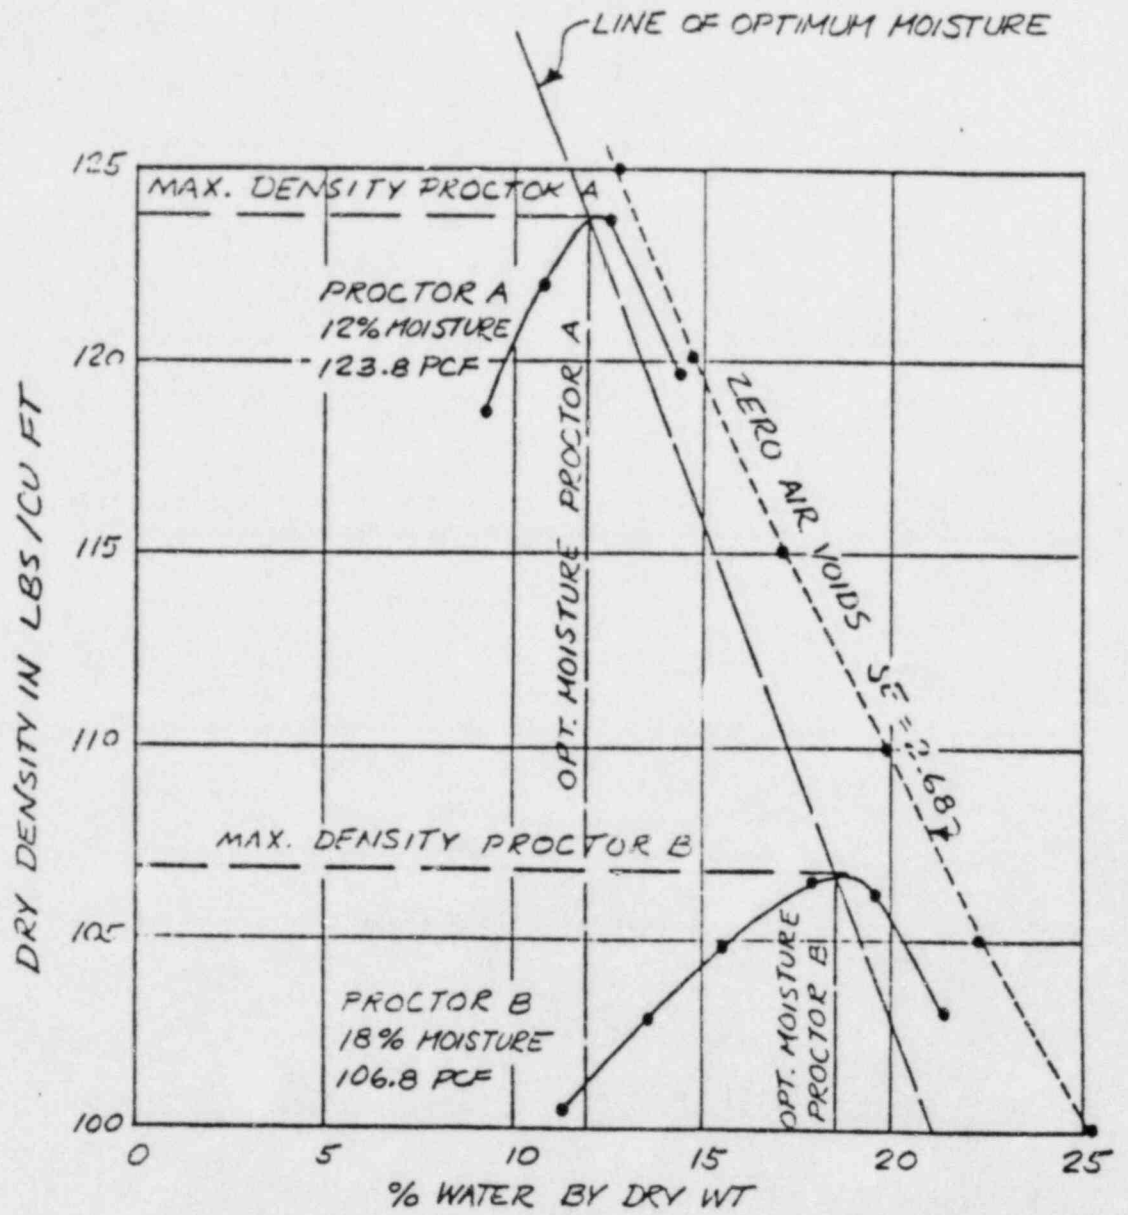 LINE OF OPTIMUM MOISTURE
125
MAX. DENSITY PROCTOR A
PROCTOR A
12% MOISTURE
123.8 PCF
120
OPT. MOISTURE PROCTOR A
ZERO AIR VOIDS
DRY DENSITY IN LBS/CU FT
115
110
MAX. DENSITY PROCTOR B
105
PROCTOR B
18% MOISTURE
106.8 PCF
OPT. MOISTURE
PROCTOR B
100
0 5 10 15 20 25
% WATER BY DRY WT